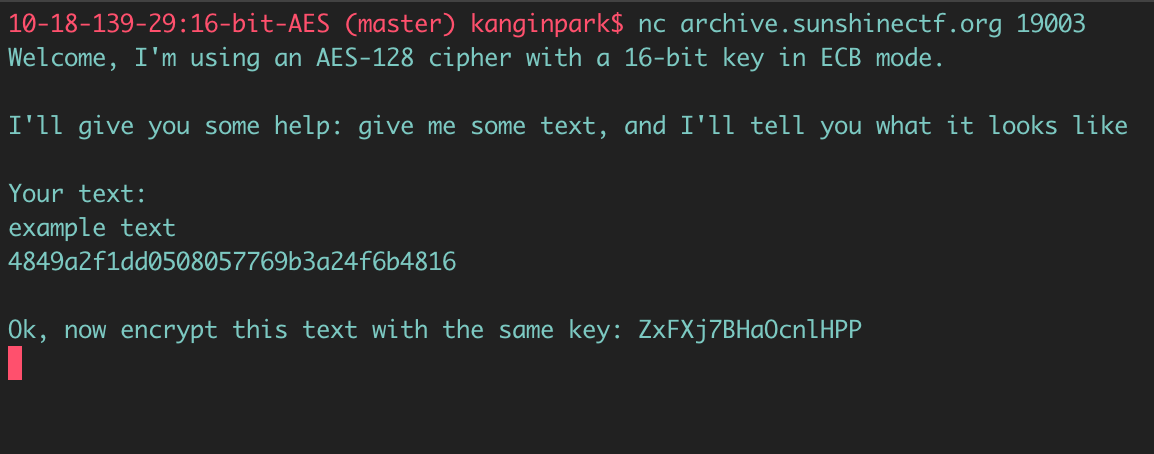 10-18-139-29:16-bit-AES (master) kanginpark$ nc archive.sunshinectf.org 19003
Welcome, I'm using an AES-128 cipher with a 16-bit key in ECB mode.
I'll give you some help: give me some text, and I'll tell you what it looks like
Your text:
example text
4849a2f1dd0508057769b3a24f6b4816
Ok, now encrypt this text with the same key: ZxFXj7BHaOcnlHPP